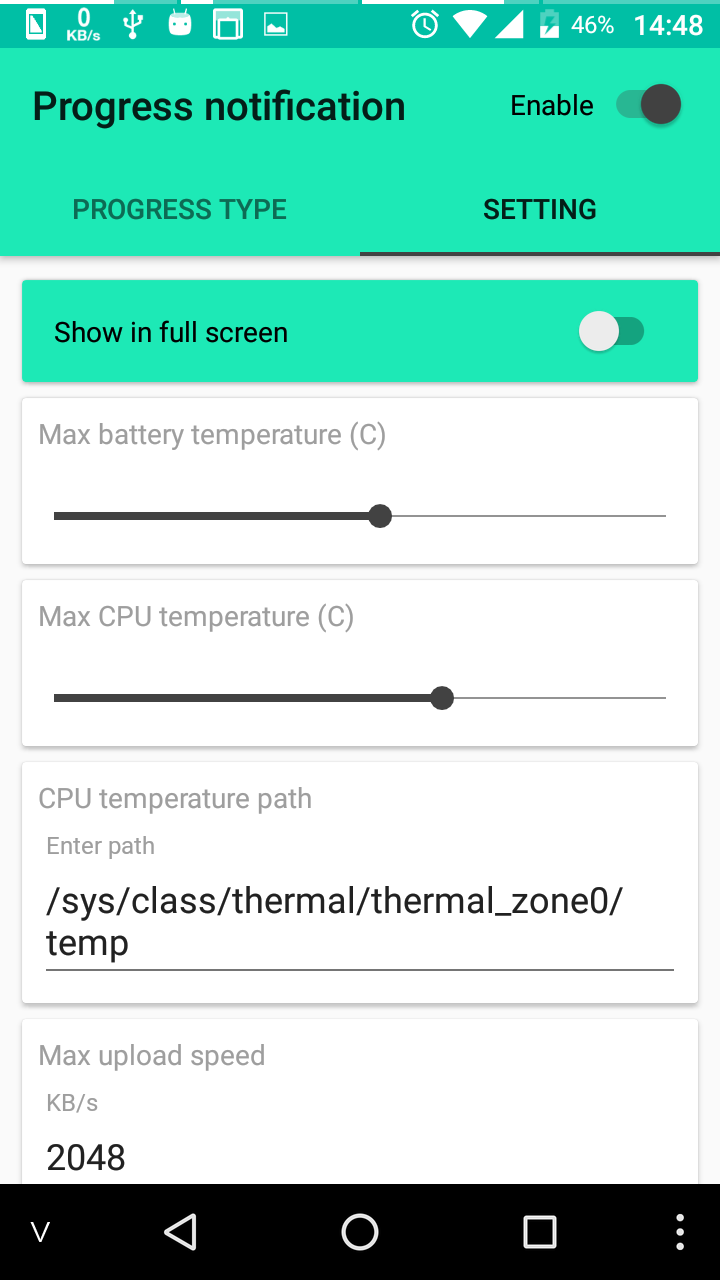 0
KB/s
46%
14:48
Progress notification
Enable
PROGRESS TYPE
SETTING
Show in full screen
Max battery temperature (C)
Max CPU temperature (C)
CPU temperature path
Enter path
/sys/class/thermal/thermal_zone0/
temp
Max upload speed
KB/s
2048